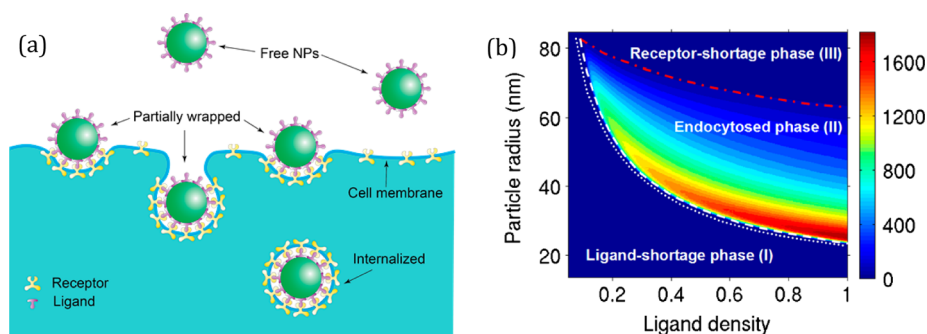 (a)
Free NPs
Partially wrapped
Cell membrane
Internalized
Receptor
Ligand
(b)
Particle radius (nm)
80
60
40
20
Receptor-shortage phase (III)
Endocytosed phase (II)
Ligand-shortage phase (I)
0.2
0.4
0.6
0.8
1
Ligand density
1600
1200
800
400
0